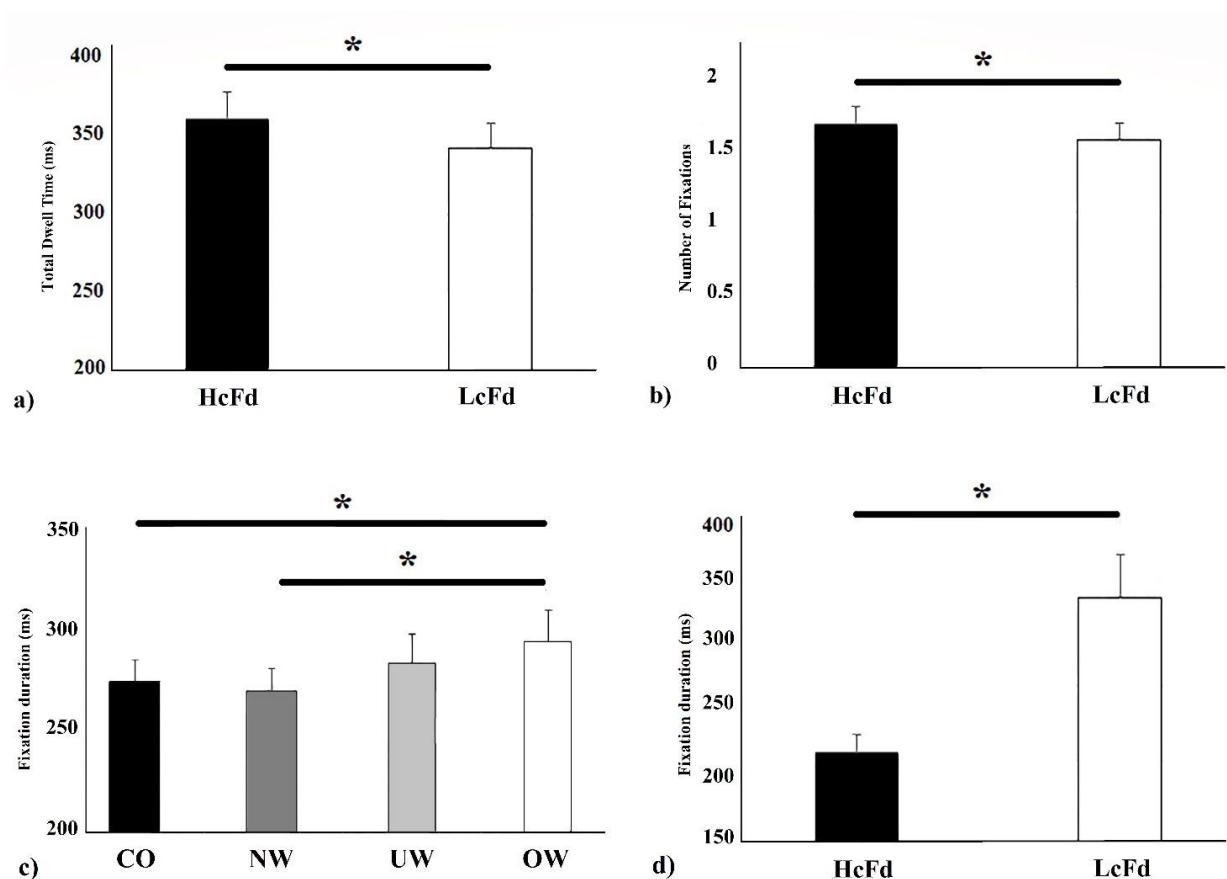 *
400
350
300
250
200
Total Dwell Time (ms)
HcFd LcFd
a)
*
2
1.5
1
0.5
0
Number of Fixations
HcFd LcFd
b)
*
*
350
300
250
200
Fixation duration (ms)
CO NW UW OW
c)
*
400
350
300
250
200
150
Fixation duration (ms)
HcFd LcFd
d)